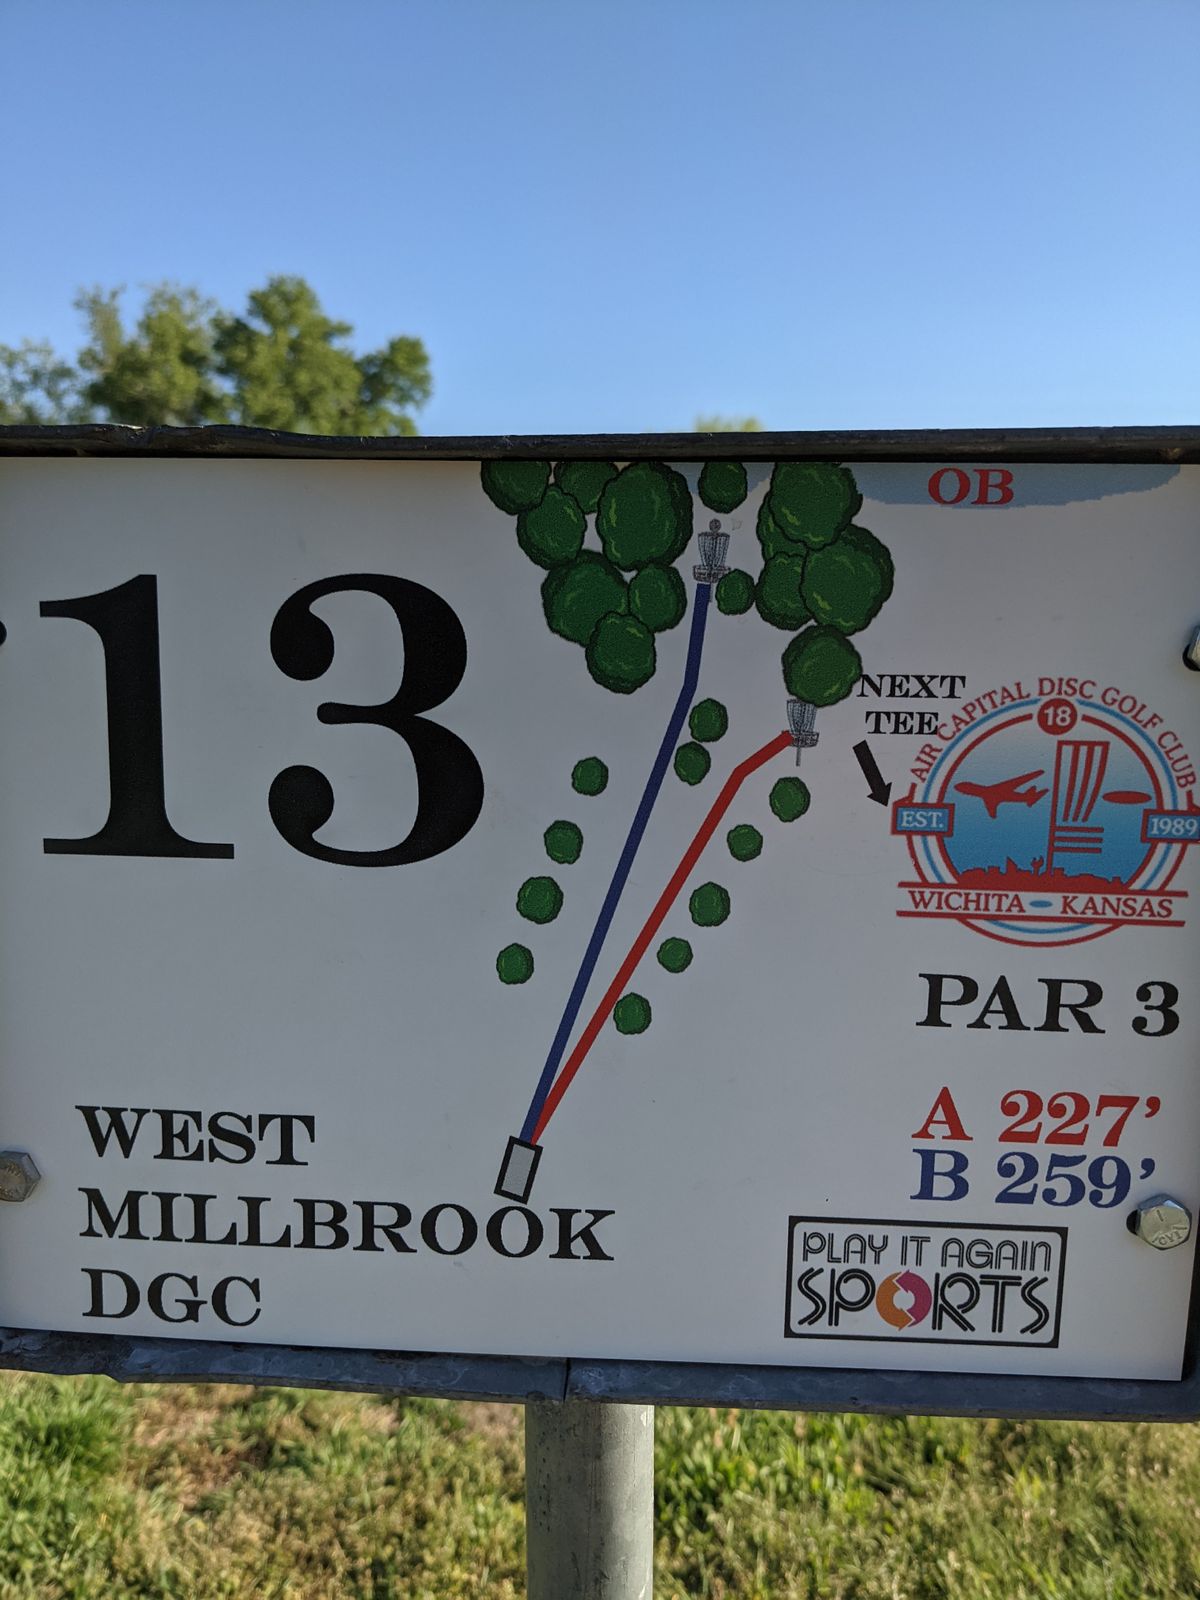 13
OB
NEXT
TEE
AIR CAPITAL DISC GOLF CLUB
18
EST.
1989
WICHITA KANSAS
PAR 3
A 227'
B 259'
WEST
MILLBROOK
DGC
PLAY IT AGAIN
SPORTS